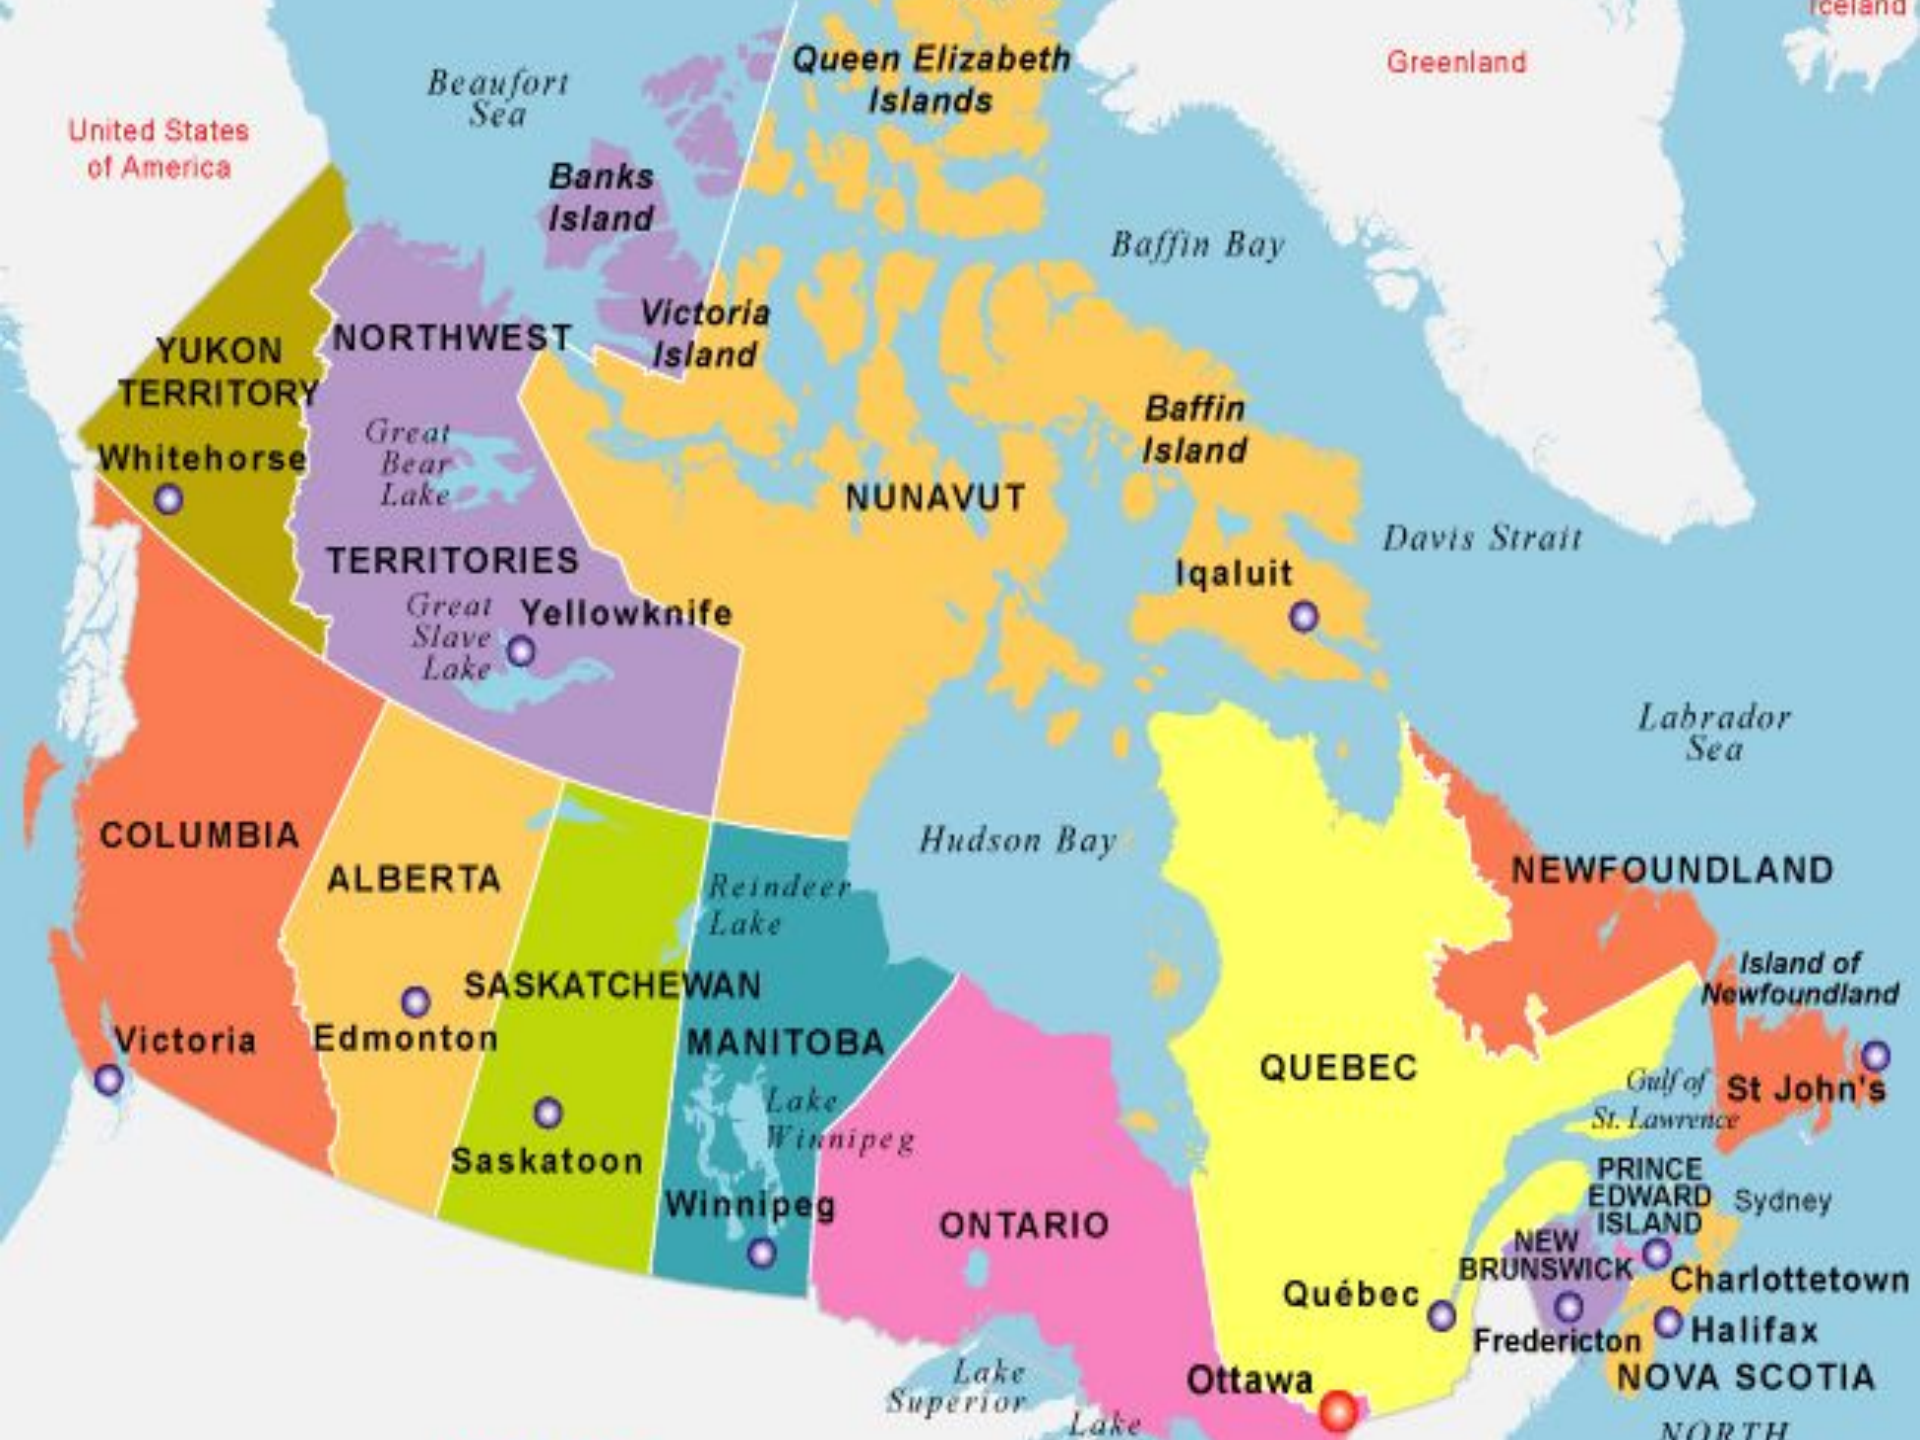 Iceland
Queen Elizabeth
Islands
Greenland
Beaufort
Sea
United States
of America
Banks
Island
Baffin Bay
Victoria
Island
NORTHWEST
YUKON
TERRITORY
Whitehorse
Great
Bear
Lake
Baffin
Island
NUNAVUT
Davis Strait
TERRITORIES
Iqaluit
Great
Slave
Lake
Yellowknife
Labrador
Sea
COLUMBIA
Hudson Bay
ALBERTA
Reindeer
Lake
NEWFOUNDLAND
Island of
Newfoundland
SASKATCHEWAN
Victoria
Edmonton
MANITOBA
QUEBEC
Gulf of
St. Lawrence
St John's
Lake
Winnipeg
Saskatoon
PRINCE
EDWARD
ISLAND
Sydney
Winnipeg
ONTARIO
NEW
BRUNSWICK
Charlottetown
Québec
Fredericton
Halifax
Ottawa
NOVA SCOTIA
Lake
Superior
Lake
NORTH